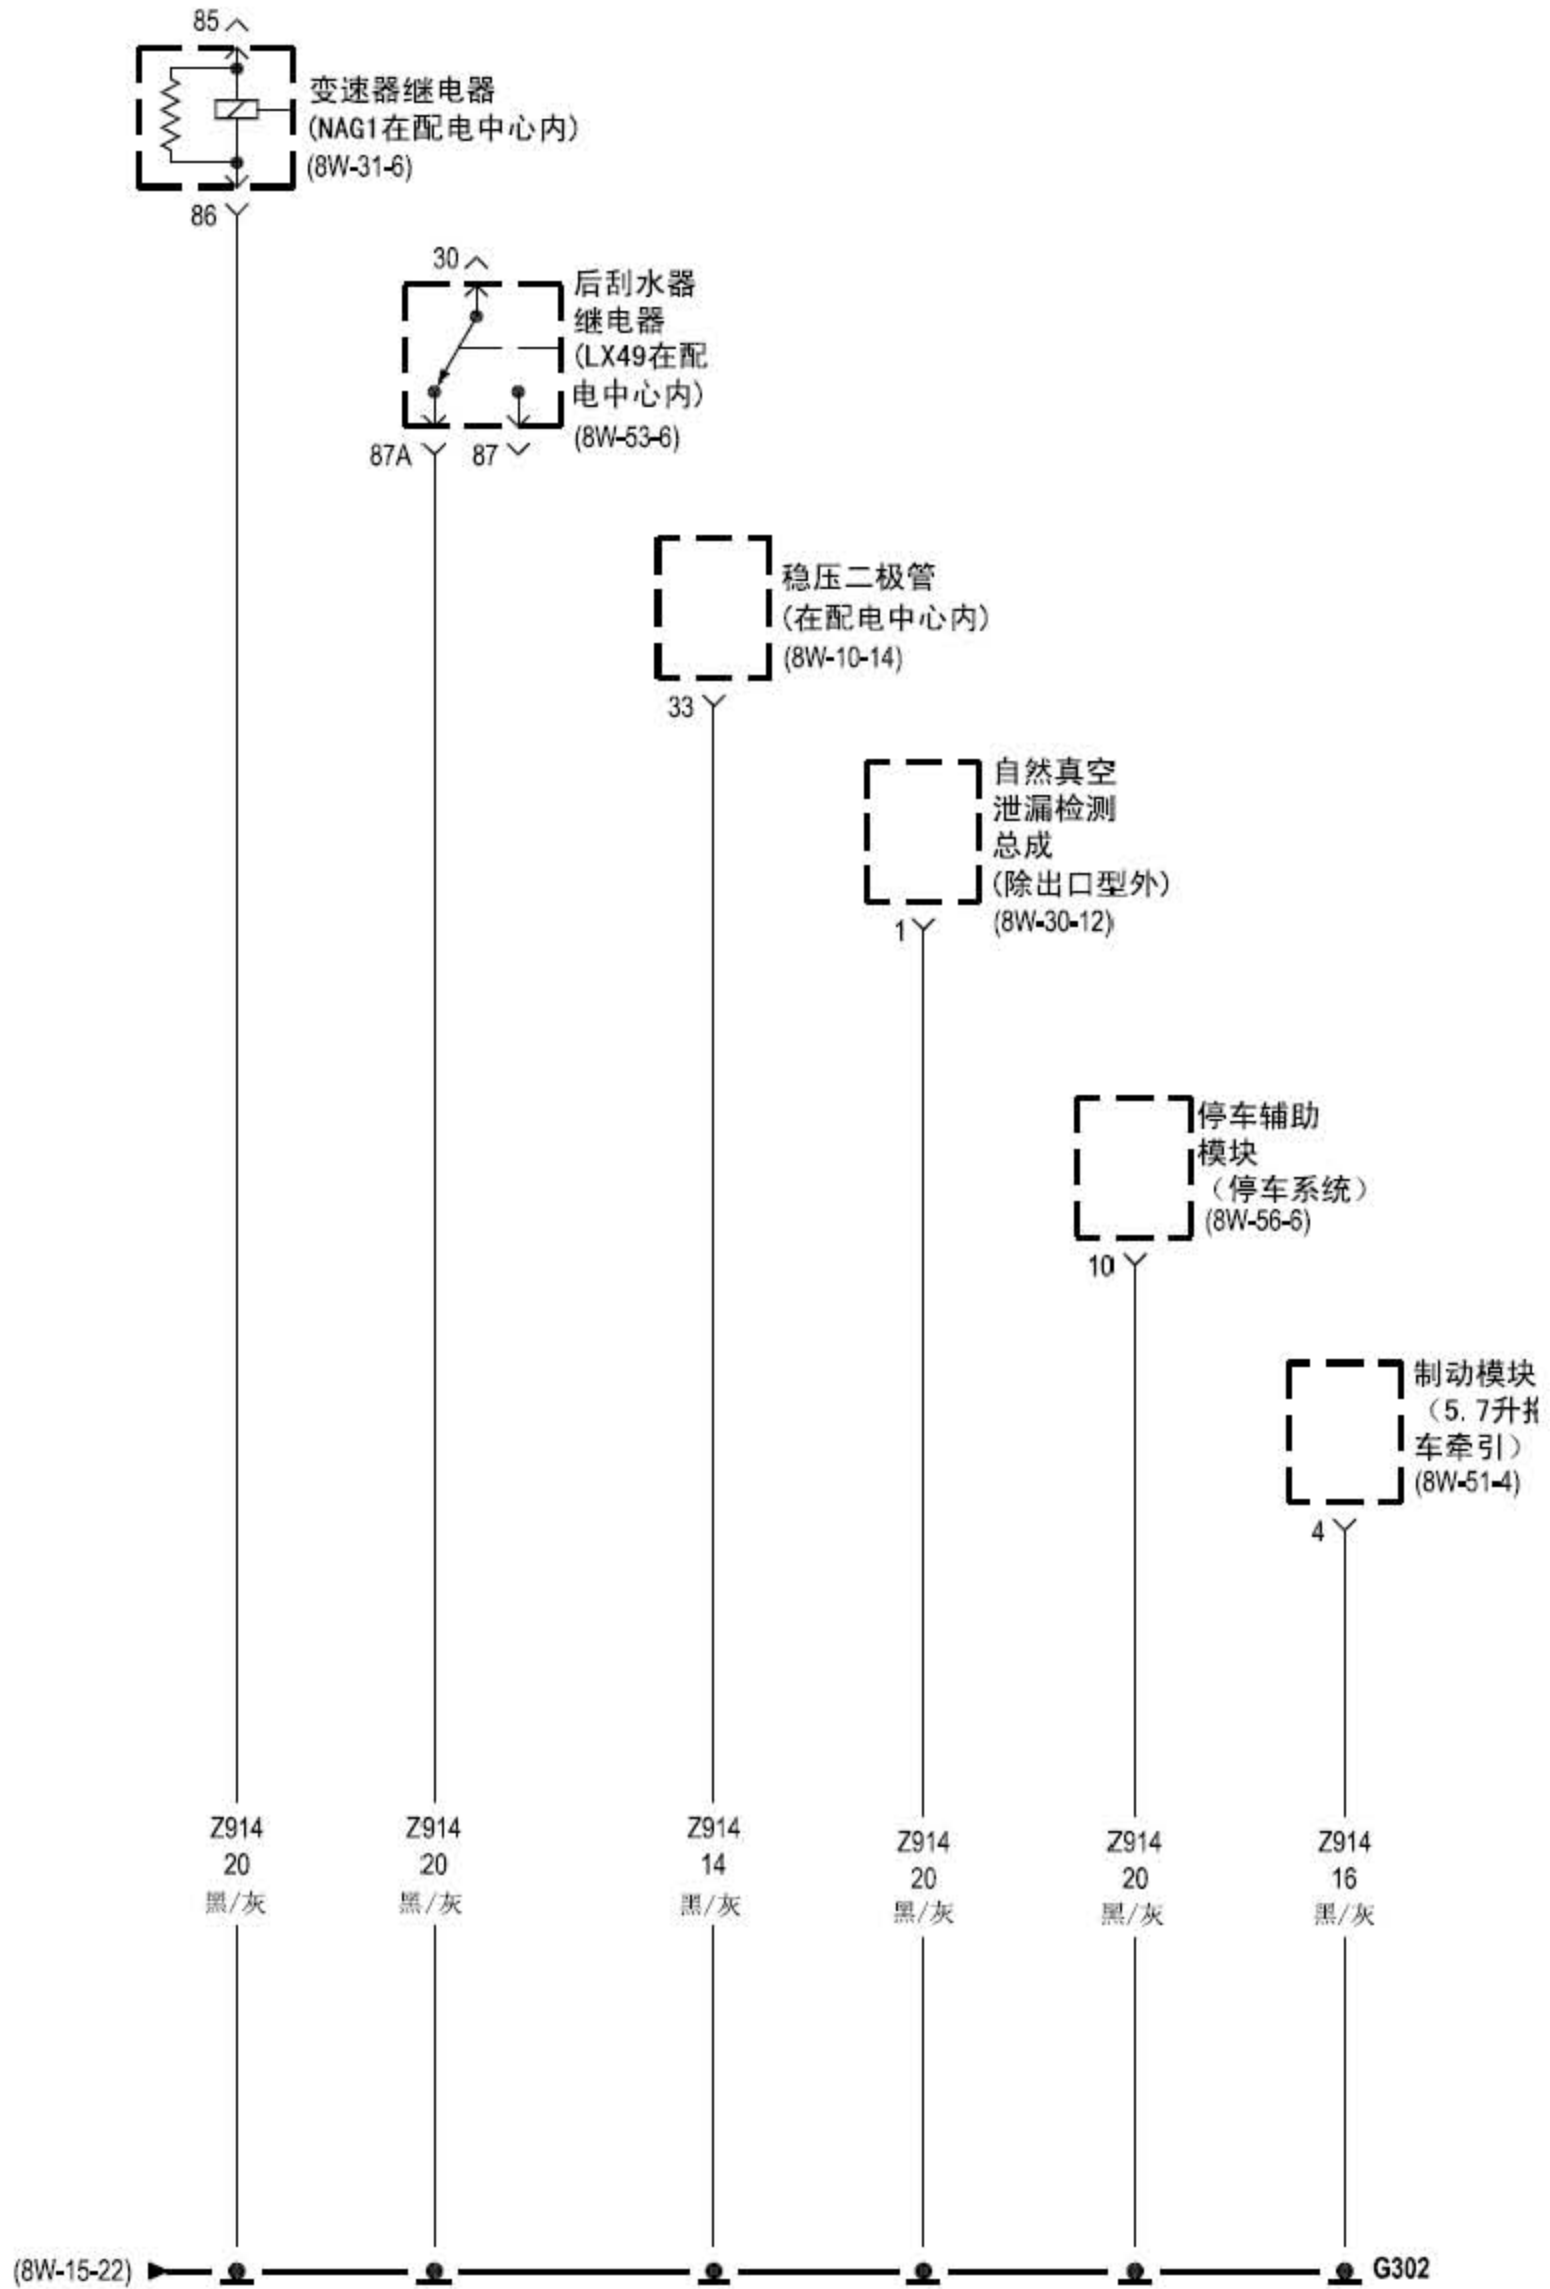 85
变速器继电器
(NAG1在配电中心内)
(8W-31-6)
86
30
后刮水器
继电器
(LX49在配
电中心内)
(8W-53-6)
87A
87
稳压二极管
(在配电中心内)
(8W-10-14)
33
自然真空
泄漏检测
总成
(除出口型外)
(8W-30-12)
1
停车辅助
模块
（停车系统）
(8W-56-6)
10
制动模块
（5.7升
车牵引）
(8W-51-4)
4
Z914
20
黑/灰
Z914
20
黑/灰
Z914
14
黑/灰
Z914
20
黑/灰
Z914
20
黑/灰
Z914
16
黑/灰
(8W-15-22)
G302